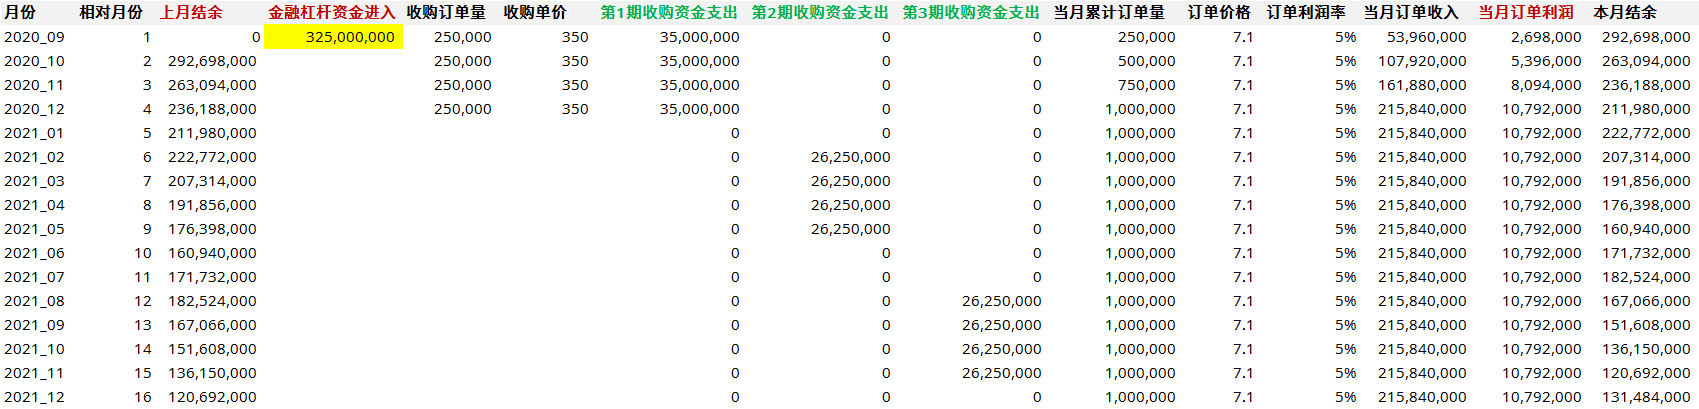 月份 相对月份 上月结余 金融杠杆资金进入 收购订单量 收购单价 第1期收购资金支出 第2期收购资金支出 第3期收购资金支出 当月累计订单量 订单价格 订单利润率 当月订单收入 当月订单利润 本月结余
2020_09 1 0 325,000,000 250,000 350 35,000,000 0 0 250,000 7.1 5% 53,960,000 2,698,000 292,698,000
2020_10 2 292,698,000 250,000 350 35,000,000 0 0 500,000 7.1 5% 107,920,000 5,396,000 263,094,000
2020_11 3 263,094,000 250,000 350 35,000,000 0 0 750,000 7.1 5% 161,880,000 8,094,000 236,188,000
2020_12 4 236,188,000 250,000 350 35,000,000 0 0 1,000,000 7.1 5% 215,840,000 10,792,000 211,980,000
2021_01 5 211,980,000 0 0 0 1,000,000 7.1 5% 215,840,000 10,792,000 222,772,000
2021_02 6 222,772,000 0 26,250,000 0 1,000,000 7.1 5% 215,840,000 10,792,000 207,314,000
2021_03 7 207,314,000 0 26,250,000 0 1,000,000 7.1 5% 215,840,000 10,792,000 191,856,000
2021_04 8 191,856,000 0 26,250,000 0 1,000,000 7.1 5% 215,840,000 10,792,000 176,398,000
2021_05 9 176,398,000 0 26,250,000 0 1,000,000 7.1 5% 215,840,000 10,792,000 160,940,000
2021_06 10 160,940,000 0 0 0 1,000,000 7.1 5% 215,840,000 10,792,000 171,732,000
2021_07 11 171,732,000 0 0 0 1,000,000 7.1 5% 215,840,000 10,792,000 182,524,000
2021_08 12 182,524,000 0 0 26,250,000 1,000,000 7.1 5% 215,840,000 10,792,000 167,066,000
2021_09 13 167,066,000 0 0 26,250,000 1,000,000 7.1 5% 215,840,000 10,792,000 151,608,000
2021_10 14 151,608,000 0 0 26,250,000 1,000,000 7.1 5% 215,840,000 10,792,000 136,150,000
2021_11 15 136,150,000 0 0 26,250,000 1,000,000 7.1 5% 215,840,000 10,792,000 120,692,000
2021_12 16 120,692,000 0 0 0 1,000,000 7.1 5% 215,840,000 10,792,000 131,484,000